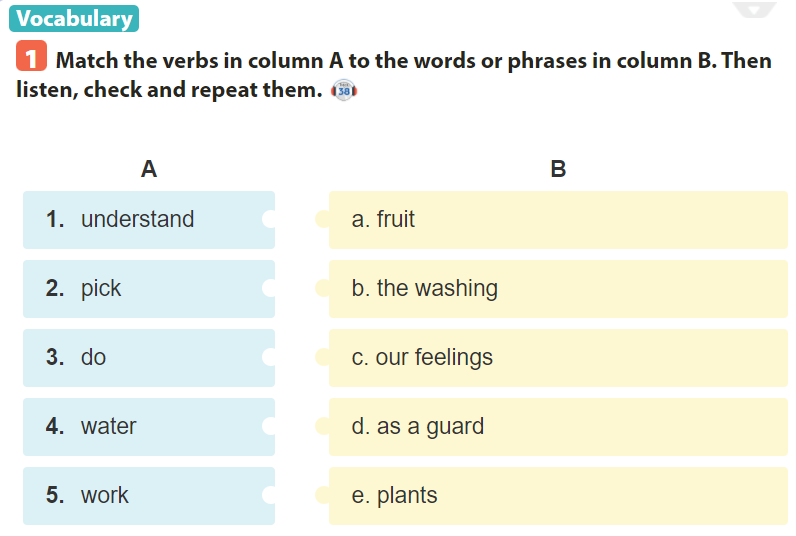 Vocabulary
1 Match the verbs in column A to the words or phrases in column B. Then
listen, check and repeat them. 38
A B
1. understand a. fruit
2. pick b. the washing
3. do c. our feelings
4. water d. as a guard
5. work e. plants